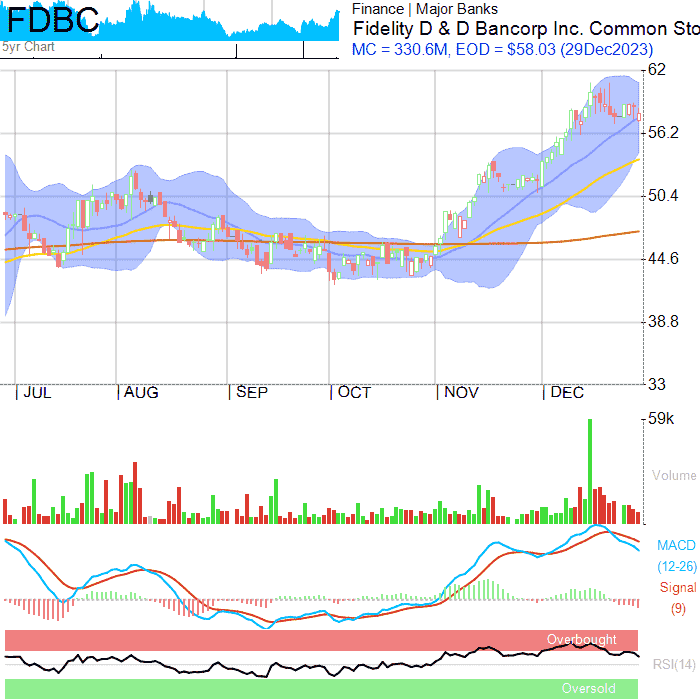 FDBC
5yr Chart
Finance | Major Banks
Fidelity D & D Bancorp Inc. Common Sto
MC = 330.6M, EOD = $58.03 (29Dec2023)
62
56.2
50.4
44.6
38.8
33
JUL AUG SEP OCT NOV DEC
59k
Volume
MACD
(12-26)
Signal
(9)
Overbought
RSI(14)
Oversold